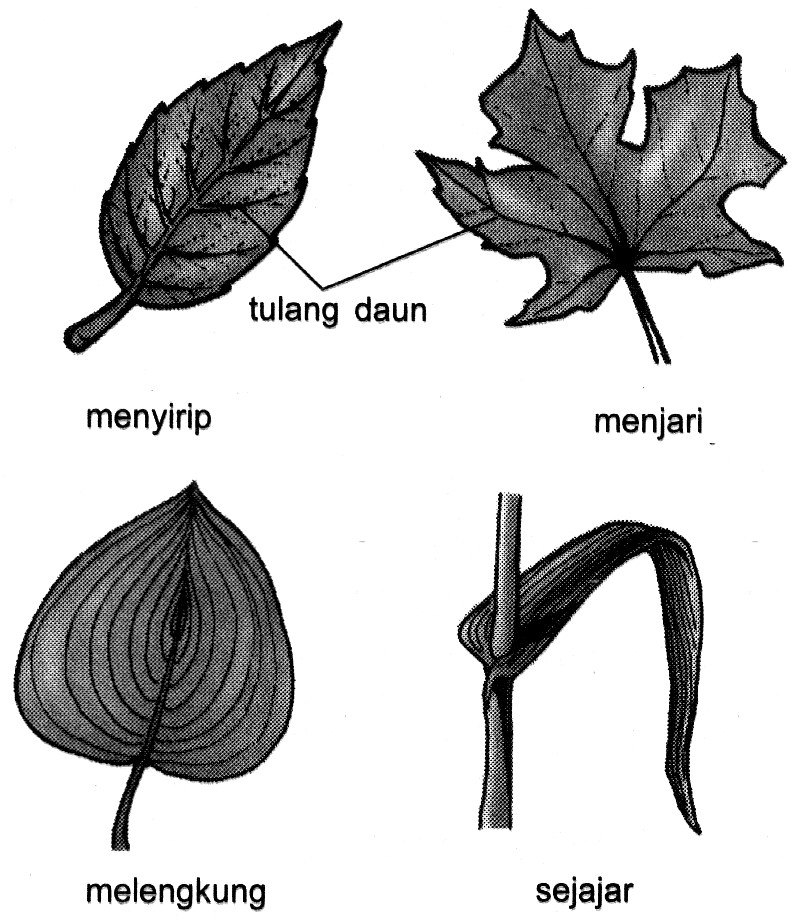 tulang daun
menyirip
menjari
melengkung
sejajar